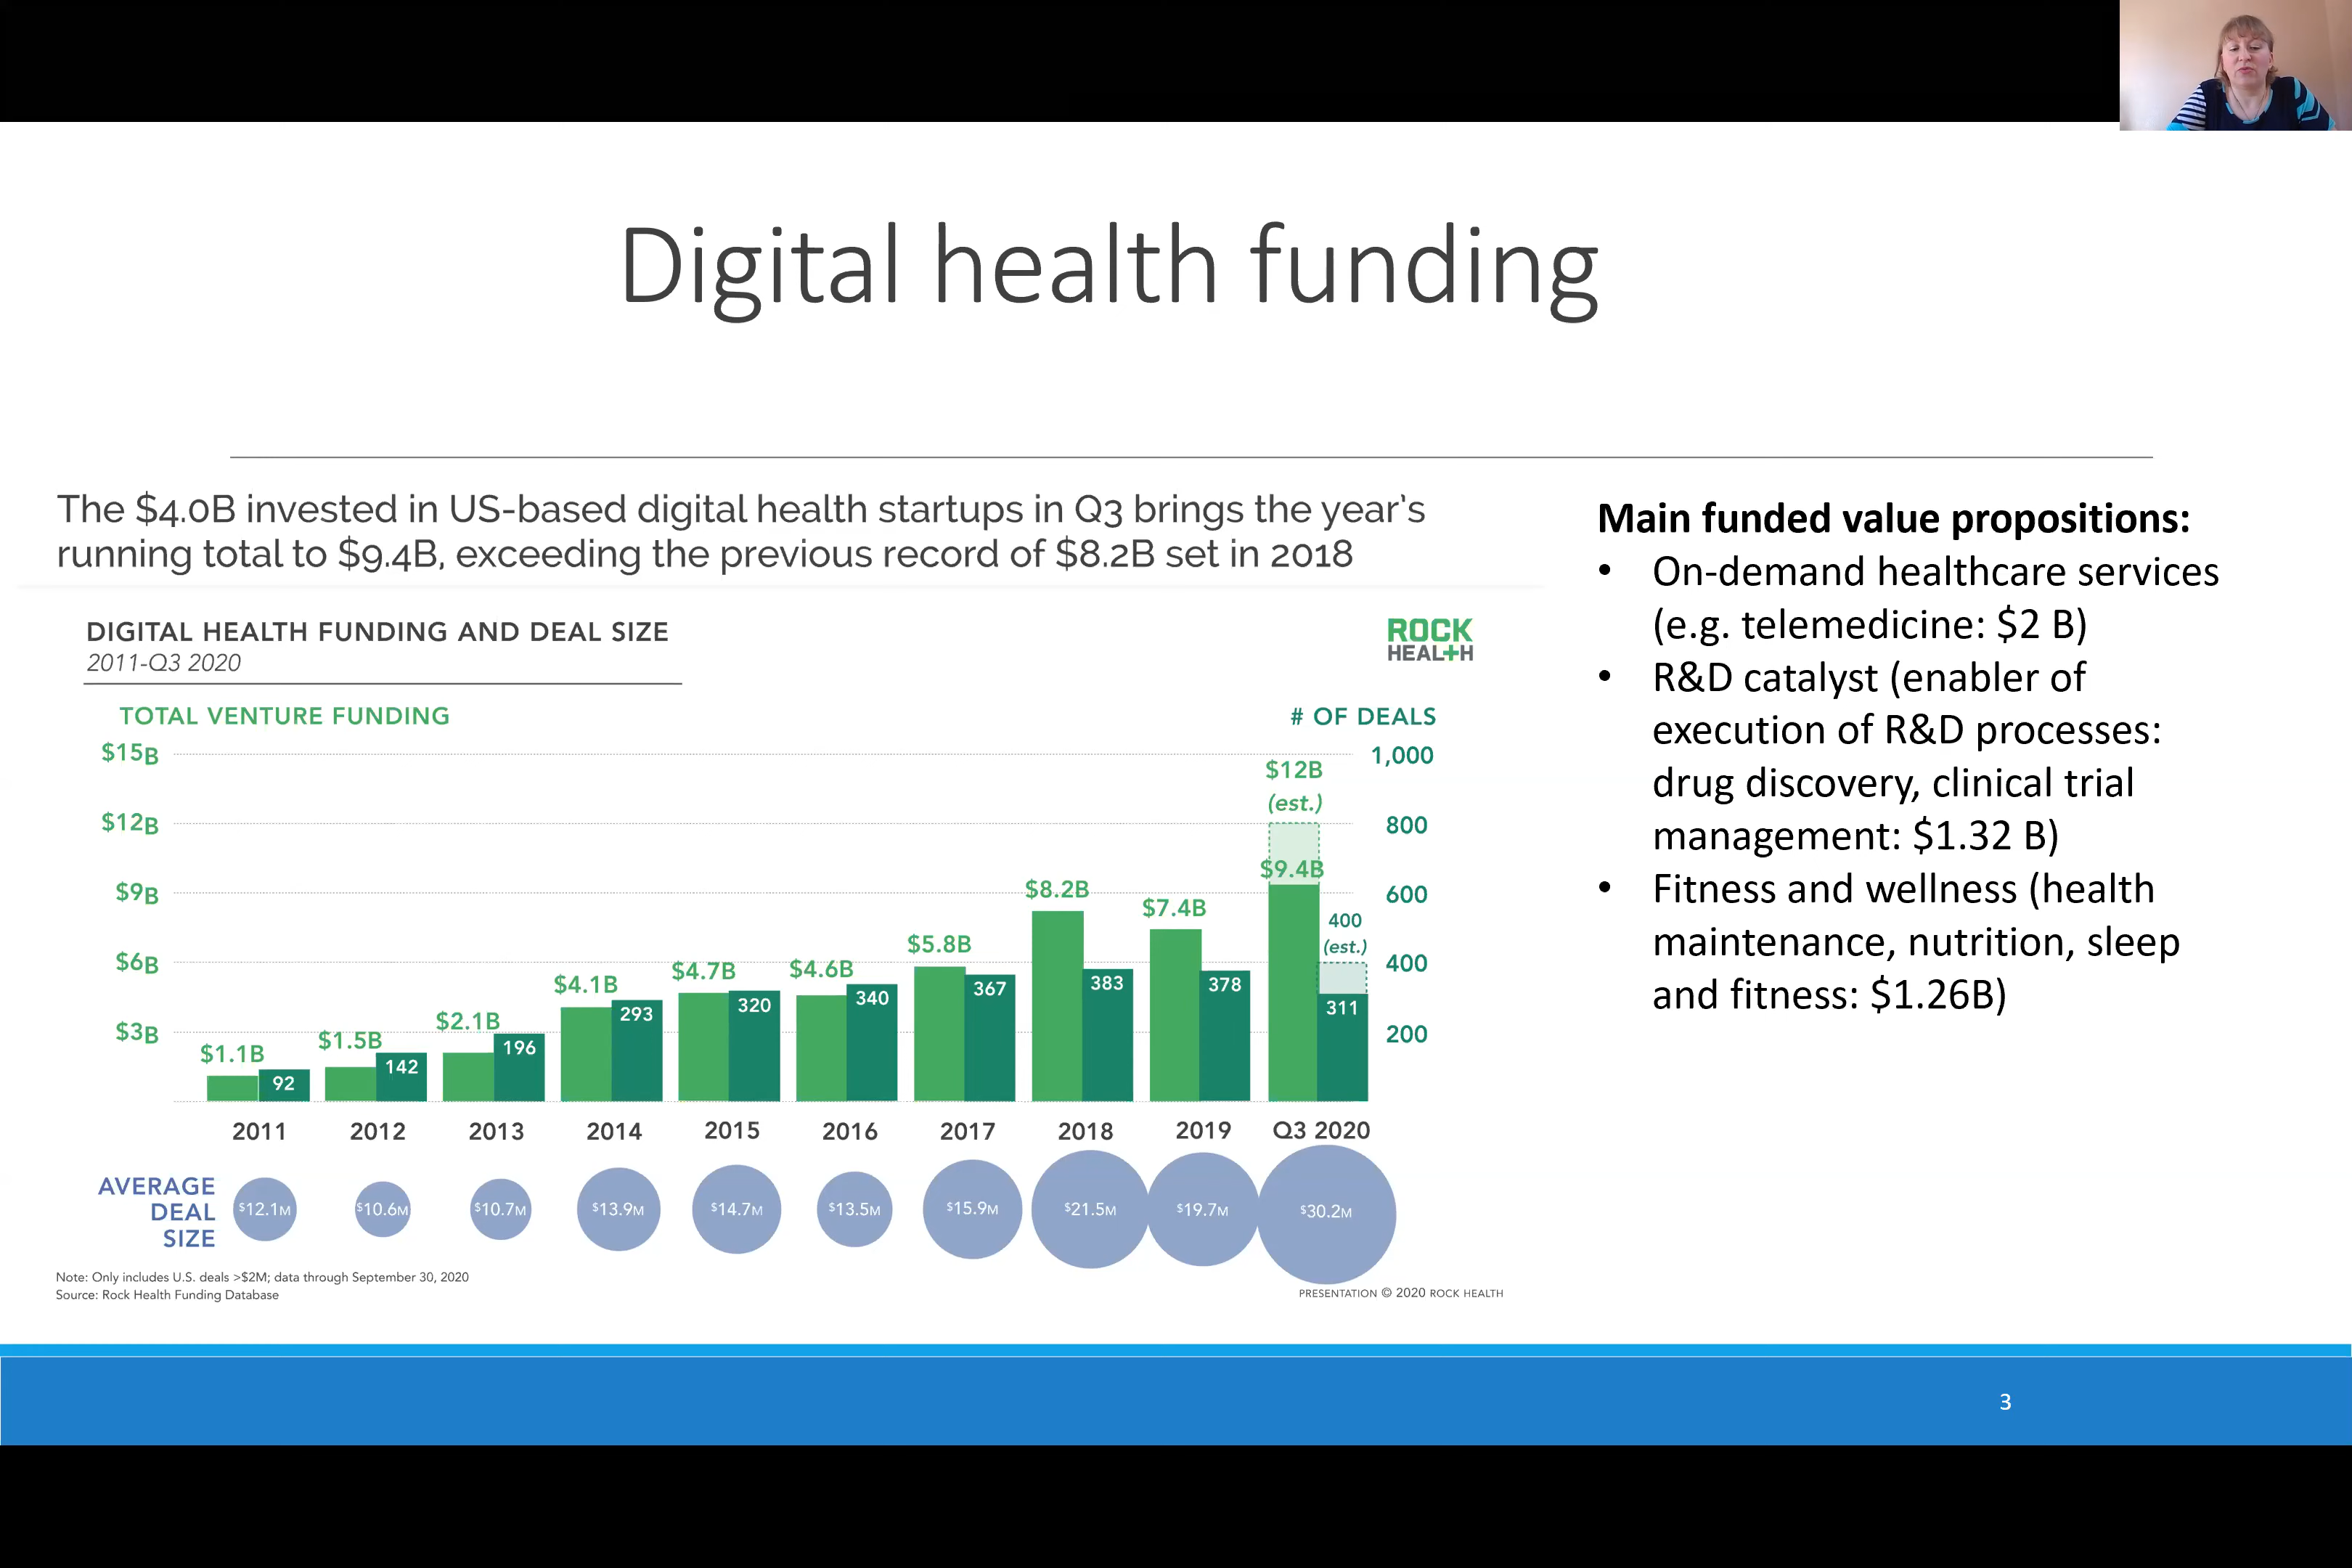 Digital health funding
The $4.0B invested in US-based digital health startups in Q3 brings the year's
running total to $9.4B, exceeding the previous record of $8.2B set in 2018
DIGITAL HEALTH FUNDING AND DEAL SIZE
2011-Q3 2020
ROCK
HEALTH
TOTAL VENTURE FUNDING
# OF DEALS
$15B
1,000
$12B
(est.)
$12B
800
$9.4B
$9B
$8.2B
600
$7.4B
400
(est.)
$5.8B
$6B
$4.1B
$4.7B
$4.6B
400
293
320
340
367
383
378
311
$3B
$1.1B
$1.5B
$2.1B
200
92
142
196
2011
2012
2013
2014
2015
2016
2017
2018
2019
Q3 2020
AVERAGE
DEAL
SIZE
$12.1M
$10.6M
$10.7M
$13.9M
$14.7M
$13.5M
$15.9M
$21.5M
$19.7M
$30.2M
Note: Only includes U.S. deals >$2M; data through September 30, 2020
Source: Rock Health Funding Database
PRESENTATION © 2020 ROCK HEALTH
Main funded value propositions:
• On-demand healthcare services
(e.g. telemedicine: $2 B)
• R&D catalyst (enabler of
execution of R&D processes:
drug discovery, clinical trial
management: $1.32 B)
• Fitness and wellness (health
maintenance, nutrition, sleep
and fitness: $1.26B)
3